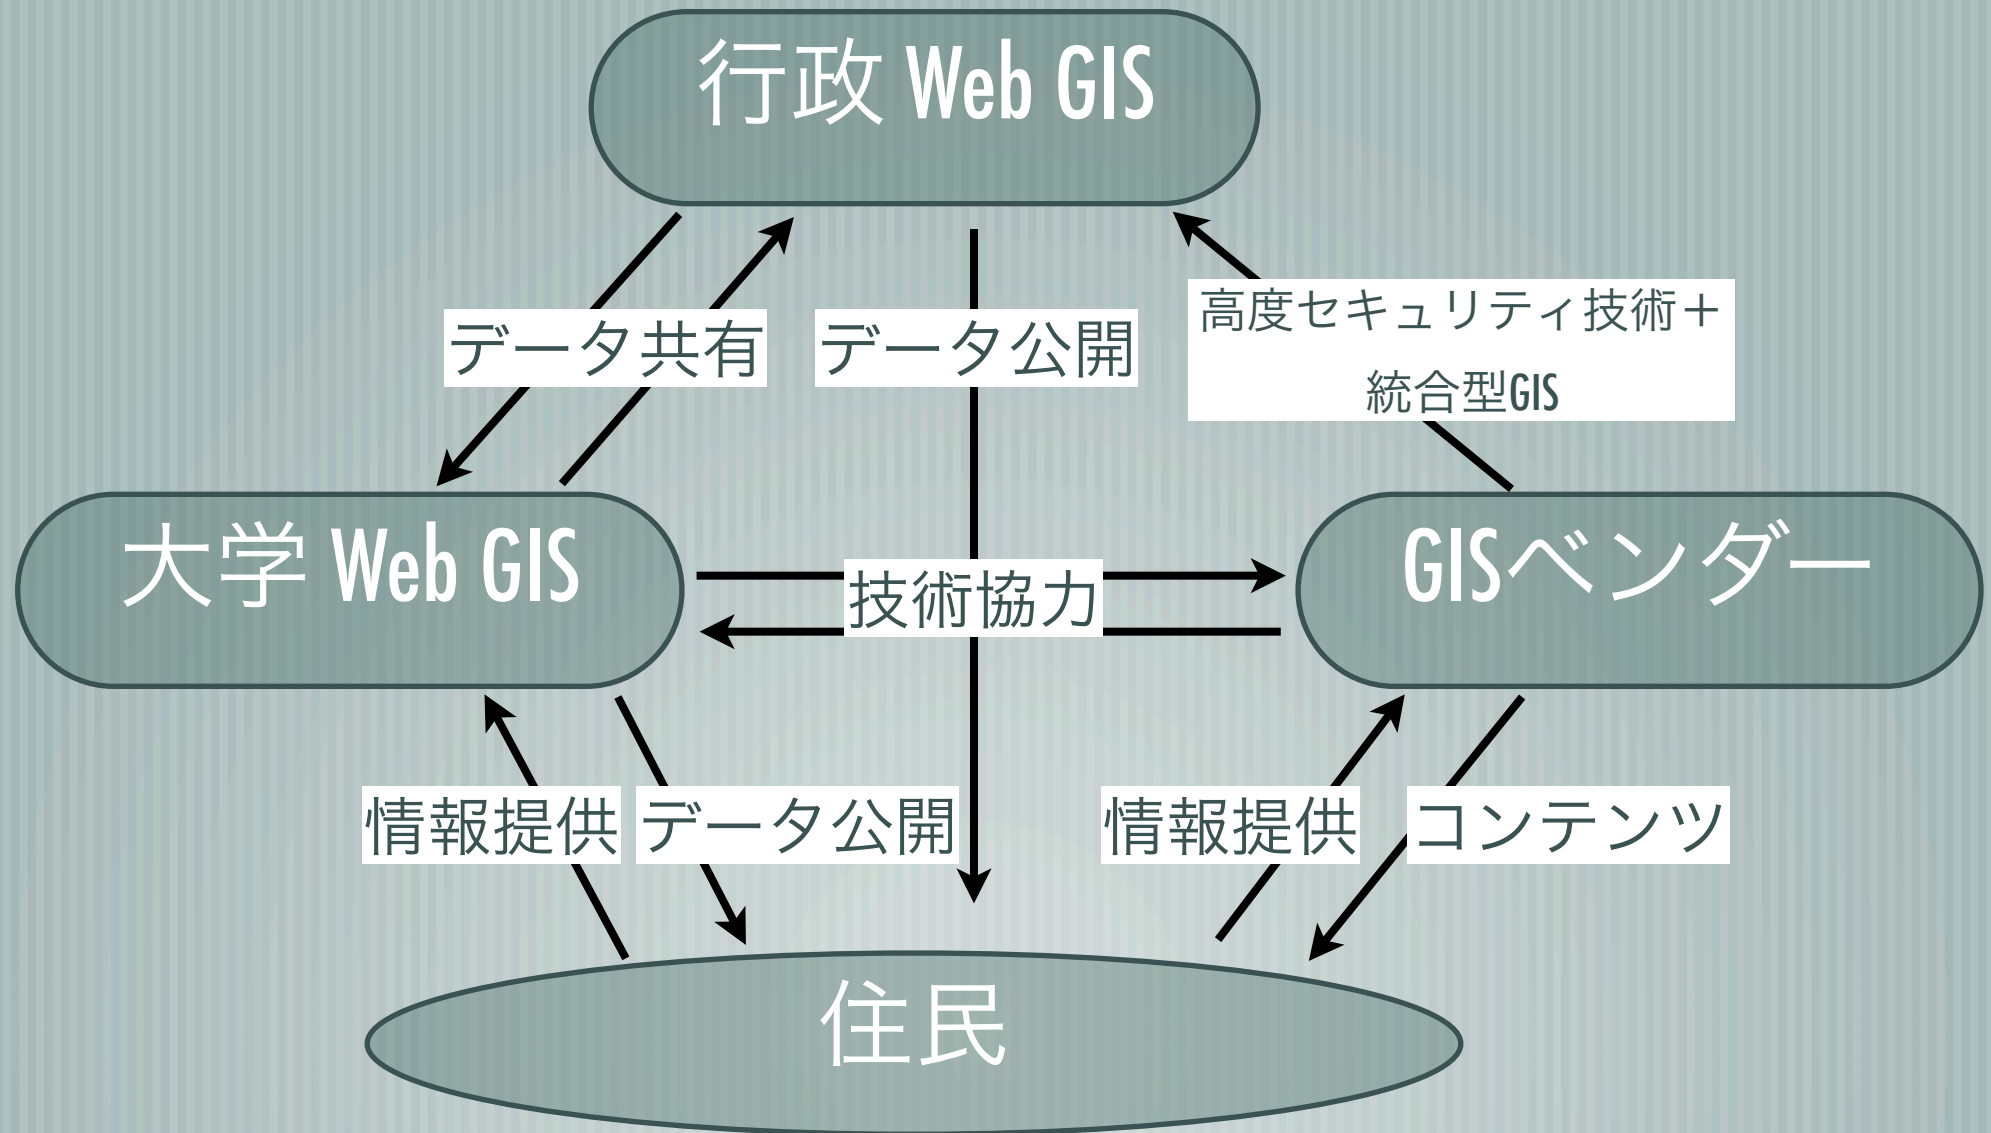 行政 Web GIS
データ共有
データ公開
高度セキュリティ技術＋
統合型GIS
大学 Web GIS
技術協力
GISベンダー
情報提供
データ公開
情報提供
コンテンツ
住民